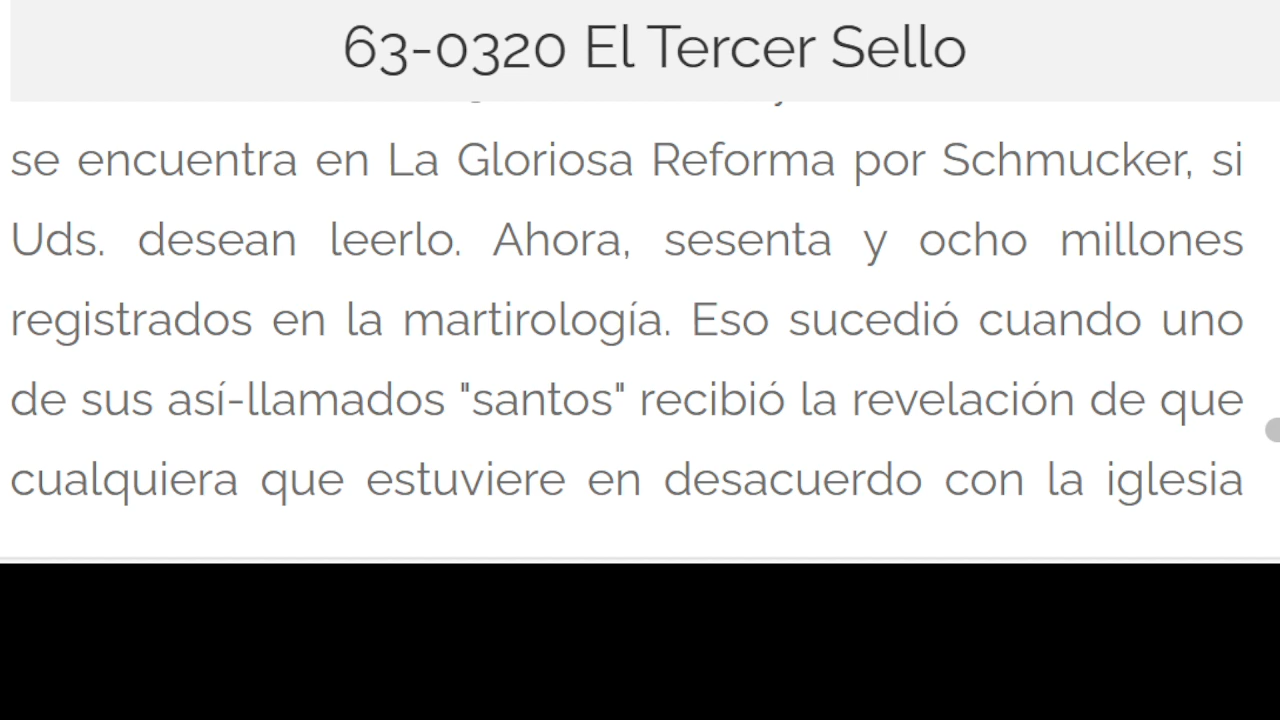 63-0320 El Tercer Sello
se encuentra en La Gloriosa Reforma por Schmucker, si
Uds. desean leerlo. Ahora, sesenta y ocho millones
registrados en la martirología. Eso sucedió cuando uno
de sus así-llamados "santos" recibió la revelación de que
cualquiera que estuviere en desacuerdo con la iglesia